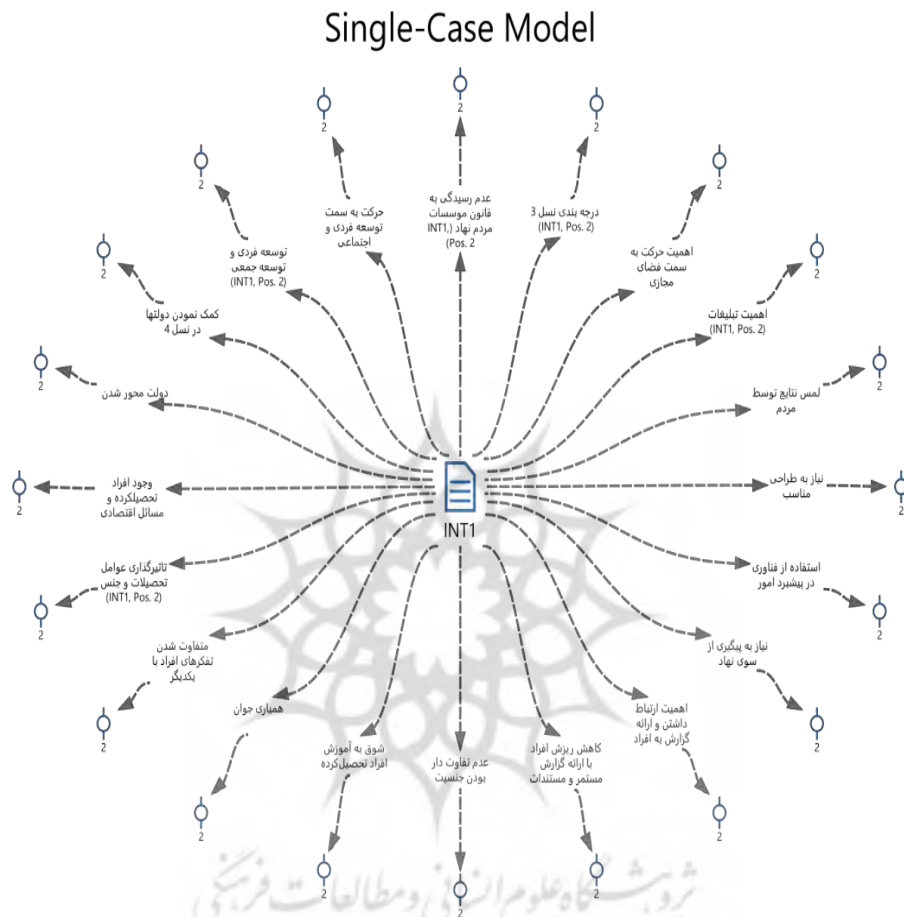 Single-Case Model
2
2
2
2
2
عدم رسیدگی به
قانون موسسات
مردم نهاد (INT1,
Pos. 2)
درجه بندی نسل 3
(INT1, Pos. 2)
اهمیت حرکت به
سمت فضای
مجازی
2
اهمیت تبلیغات
(INT1, Pos. 2)
2
لمس نتایج توسط
مردم
2
نیاز به طراحی
مناسب
2
استفاده از فناوری
در پیشبرد امور
2
نیاز به پیگیری از
سوی نهاد
2
اهمیت ارتباط
داشتن و ارائه
گزارش به افراد
2
کاهش ریزش افراد
با ارائه گزارش
مستمر و مستندات
2
عدم تفاوت دار
بودن جنسیت
2
شوق به آموزش
افراد تحصیل‌کرده
2
همیاری جوان
2
متفاوت شدن
تفکرهای افراد با
یکدیگر
2
تاثیرگذاری عوامل
تحصیلات و جنس
(INT1, Pos. 2)
2
وجود افراد
تحصیلکرده و
مسائل اقتصادی
2
دولت محور شدن
2
کمک نمودن دولتها
در نسل 4
2
توسعه فردی و
توسعه جمعی
(INT1, Pos. 2)
حرکت به سمت
توسعه فردی و
اجتماعی
INT1
پژوهشگاه علوم انسانی و مطالعات فرهنگی